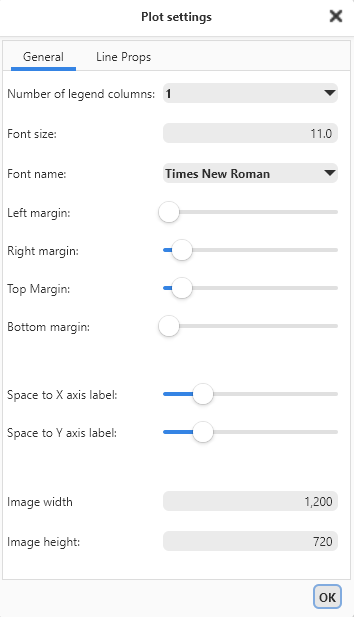 Plot settings
General Line Props
Number of legend columns: 1
Font size: 11.0
Font name: Times New Roman
Left margin:
Right margin:
Top Margin:
Bottom margin:
Space to X axis label:
Space to Y axis label:
Image width 1,200
Image height: 720
OK